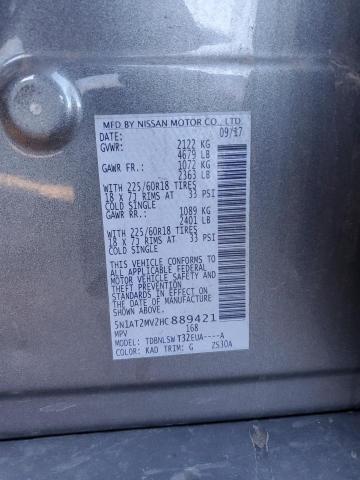 MFD BY NISSAN MOTOR CO., LTD.
DATE: 09/17
GVWR: 2122 KG
4679 LB
GAWR FR.: 1072 KG
2363 LB
WITH 225/60R18 TIRES
18 X 7J RIMS AT 33 PSI
COLD SINGLE
GAWR RR.: 1089 KG
2401 LB
WITH 225/60R18 TIRES
18 X 7J RIMS AT 33 PSI
COLD SINGLE
THIS VEHICLE CONFORMS TO ALL APPLICABLE
FEDERAL MOTOR VEHICLE SAFETY
STANDARDS IN EFFECT ON THE DATE OF
MANUFACTURE SHOWN ABOVE.
5N1AT2MV2HC889421
MPV 168
MODEL: TDBNLSW T32EUA----A
COLOR: KAD TRIM: G ZS30A